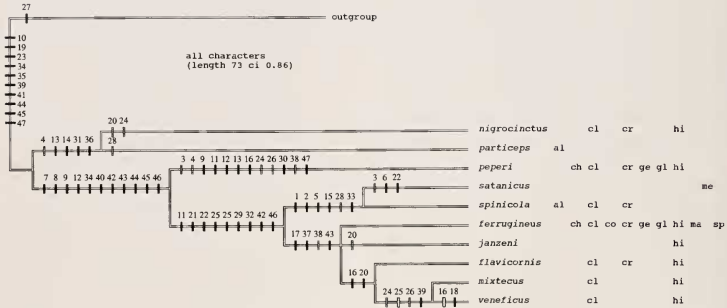 27
outgroup
10
19
23
34
35
39
41
44
45
47
all characters
(length 73 ci 0.86)
20 24
nigrocinctus cl cr hi
4 13 14 31 36
28
particeps al
3 4 9 11 12 13 16 24 26 30 38 47
peperi ch cl cr ge gl hi
7 8 9 12 34 40 42 43 44 45 46
3 6 22
satanicus me
1 2 5 15 28 33
spinicola al cl cr
11 21 22 25 25 29 32 42 46
ferrugineus ch cl co cr ge gl hi ma sp
17 37 38 43
20
janzeni hi
16 20
flavicornis cl cr hi
mixtecus cl hi
24 25 26 39
16 18
veneficus cl hi